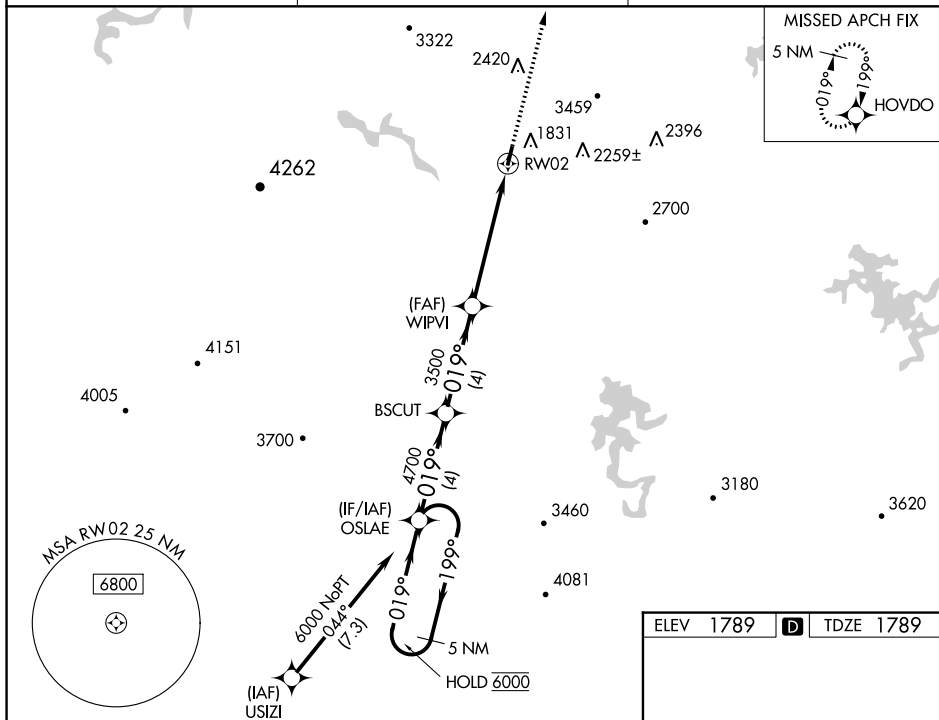 MISSED APCH FIX
5 NM
019°
199°
HOVDO
3322
2420
3459
1831
2259±
2396
RW02
4262
2700
(FAF)
WIPVI
4151
3500
019°
(4)
4005
BSCUT
3700
4700
019°
(4)
(IF/IAF)
OSLAE
3460
3180
3620
MSA RW02 25 NM
6800
4081
6000 NoPT
044°
(7.3)
019°
199°
5 NM
HOLD 6000
(IAF)
USIZI
ELEV 1789 D TDZE 1789